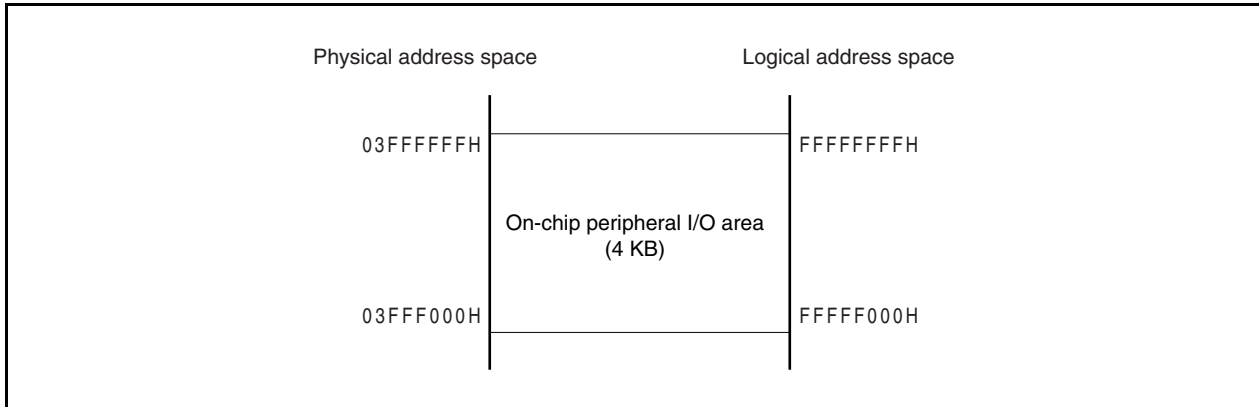 Physical address space
Logical address space
03FFFFFFH
FFFFFFFFH
On-chip peripheral I/O area
(4 KB)
03FFF000H
FFFFF000H